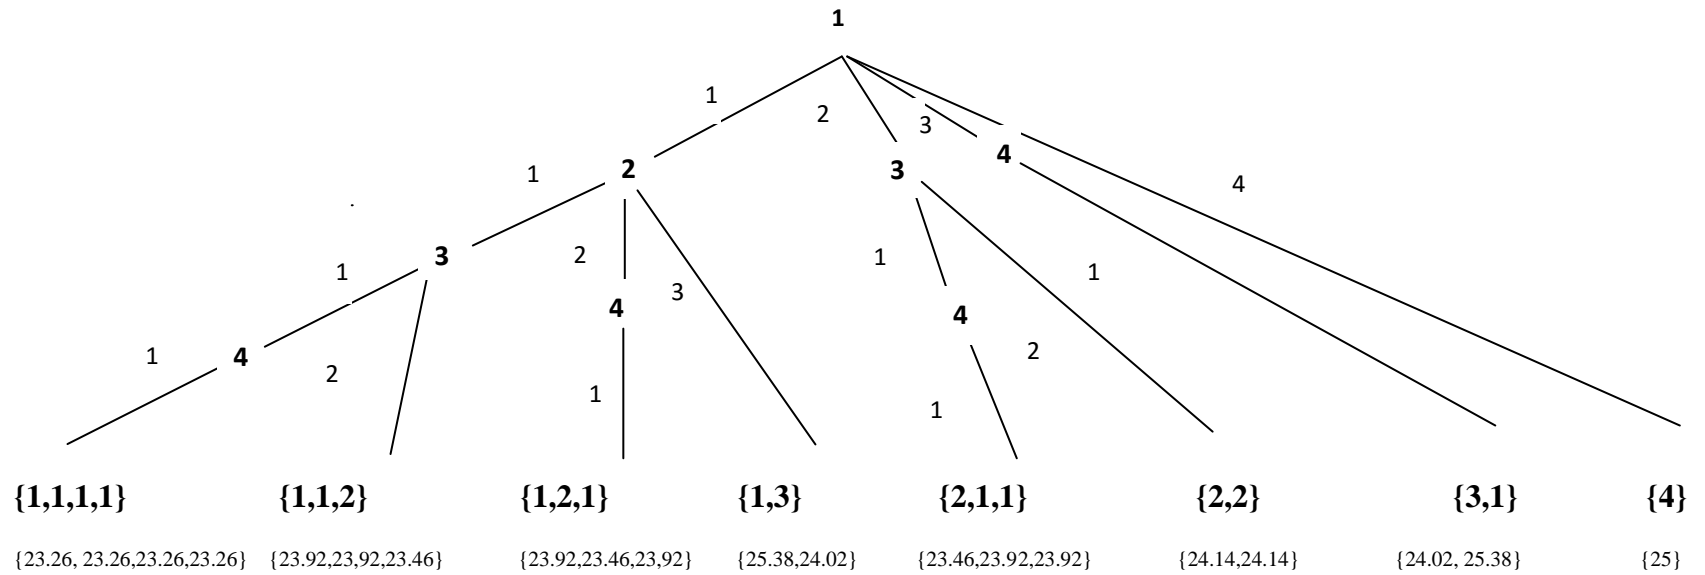 1
1 2 3 4
2 3 4
1 2 3 1 1
3 4 4
1 2
1 2 1 1
4
{1,1,1,1} {1,1,2} {1,2,1} {1,3} {2,1,1} {2,2} {3,1} {4}
{23.26, 23.26,23.26,23.26} {23.92,23,92,23.46} {23.92,23.46,23,92} {25.38,24.02} {23.46,23.92,23.92} {24.14,24.14} {24.02, 25.38} {25}